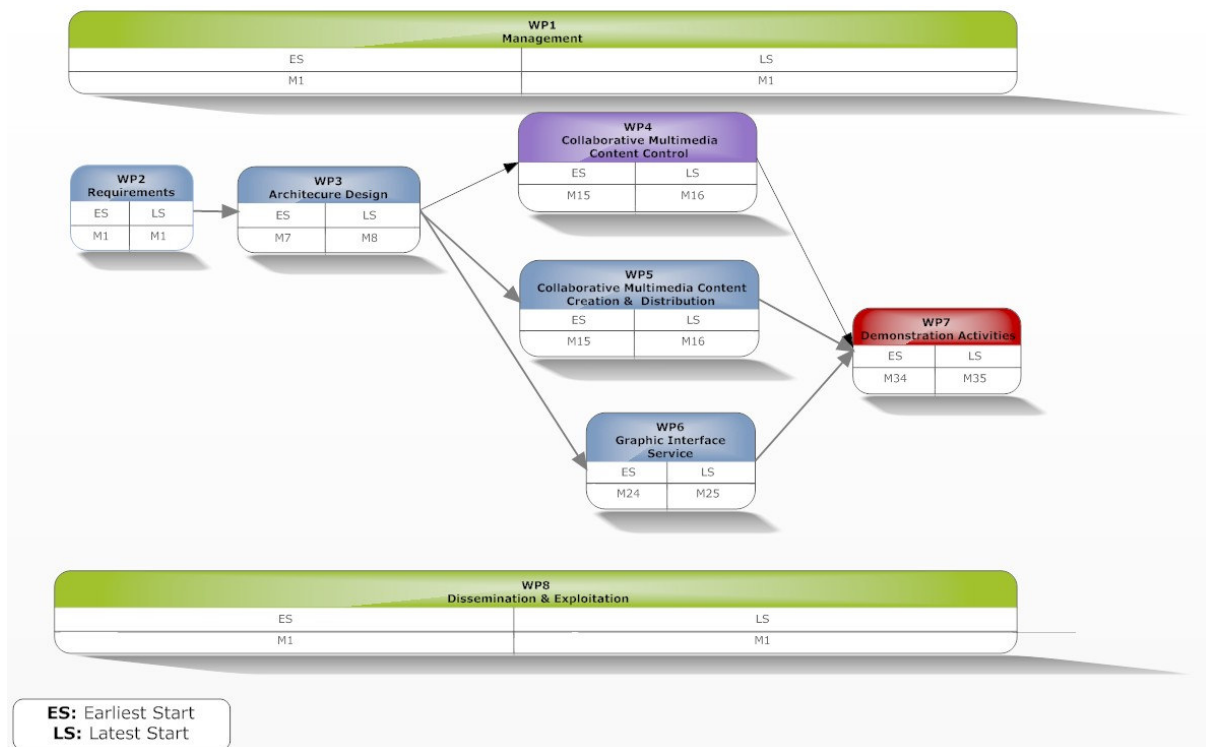 WP1
Management
ES LS
M1 M1
WP4
Collaborative Multimedia
Content Control
ES LS
M15 M16
WP2
Requirements
ES LS
M1 M1
WP3
Architecure Design
ES LS
M7 M8
WP5
Collaborative Multimedia Content
Creation & Distribution
ES LS
M15 M16
WP7
Demonstration Activities
ES LS
M34 M35
WP6
Graphic Interface
Service
ES LS
M24 M25
WP8
Dissemination & Exploitation
ES LS
M1 M1
ES: Earliest Start
LS: Latest Start